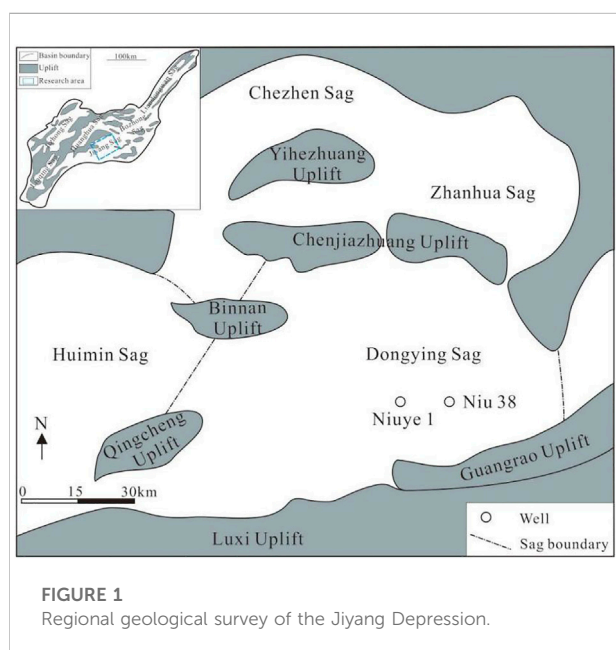 Basin boundary
Uplift
Research area
100km
Jiyang Sag
Chezhen Sag
Yihezhuang
Uplift
Zhanhua Sag
Chenjiazhuang Uplift
Binnan
Uplift
Huimin Sag
Dongying Sag
Niuye 1
Niu 38
Qingcheng
Uplift
Guangrao Uplift
N
0 15 30km
Luxi Uplift
Well
Sag boundary
FIGURE 1
Regional geological survey of the Jiyang Depression.